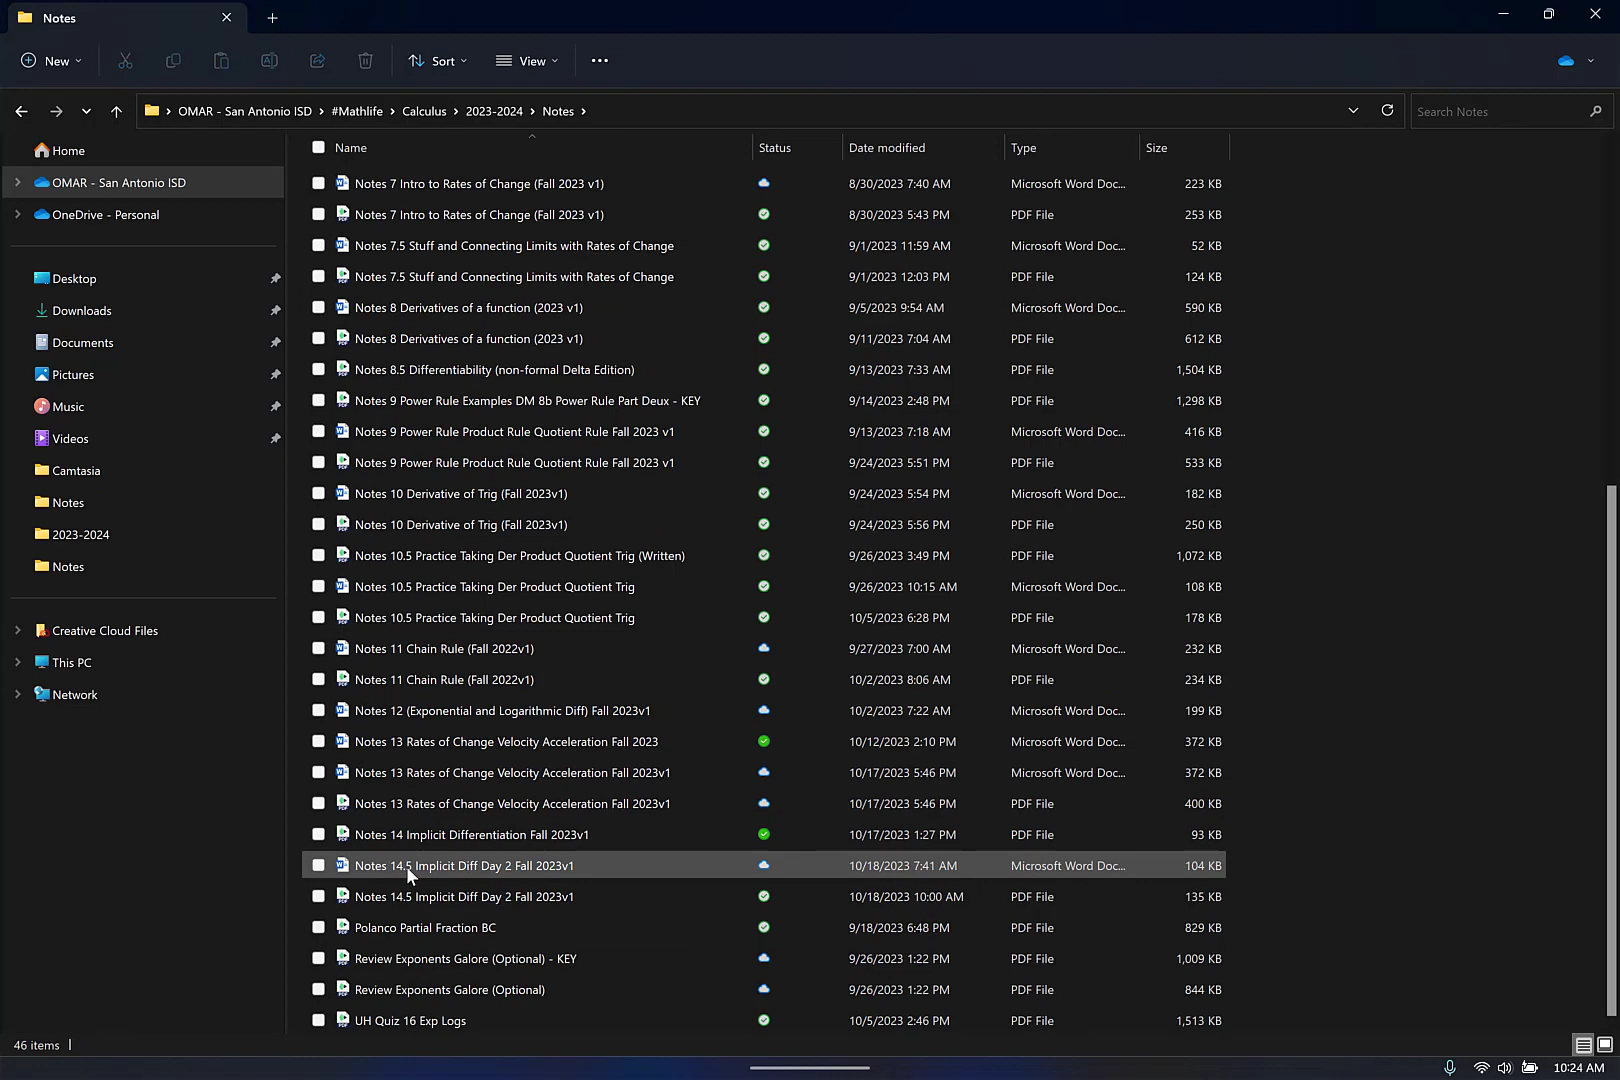 Notes
New Sort View
OMAR - San Antonio ISD #Mathlife Calculus 2023-2024 Notes Search Notes
Home
OMAR - San Antonio ISD
OneDrive - Personal
Desktop
Downloads
Documents
Pictures
Music
Videos
Camtasia
Notes
2023-2024
Notes
Creative Cloud Files
This PC
Network
Name Status Date modified Type Size
Notes 7 Intro to Rates of Change (Fall 2023 v1) 8/30/2023 7:40 AM Microsoft Word Doc... 223 KB
Notes 7 Intro to Rates of Change (Fall 2023 v1) 8/30/2023 5:43 PM PDF File 253 KB
Notes 7.5 Stuff and Connecting Limits with Rates of Change 9/1/2023 11:59 AM Microsoft Word Doc... 52 KB
Notes 7.5 Stuff and Connecting Limits with Rates of Change 9/1/2023 12:03 PM PDF File 124 KB
Notes 8 Derivatives of a function (2023 v1) 9/5/2023 9:54 AM Microsoft Word Doc... 590 KB
Notes 8 Derivatives of a function (2023 v1) 9/11/2023 7:04 AM PDF File 612 KB
Notes 8.5 Differentiability (non-formal Delta Edition) 9/13/2023 7:33 AM PDF File 1,504 KB
Notes 9 Power Rule Examples DM 8b Power Rule Part Deux - KEY 9/14/2023 2:48 PM PDF File 1,298 KB
Notes 9 Power Rule Product Rule Quotient Rule Fall 2023 v1 9/13/2023 7:18 AM Microsoft Word Doc... 416 KB
Notes 9 Power Rule Product Rule Quotient Rule Fall 2023 v1 9/24/2023 5:51 PM PDF File 533 KB
Notes 10 Derivative of Trig (Fall 2023v1) 9/24/2023 5:54 PM Microsoft Word Doc... 182 KB
Notes 10 Derivative of Trig (Fall 2023v1) 9/24/2023 5:56 PM PDF File 250 KB
Notes 10.5 Practice Taking Der Product Quotient Trig (Written) 9/26/2023 3:49 PM PDF File 1,072 KB
Notes 10.5 Practice Taking Der Product Quotient Trig 9/26/2023 10:15 AM Microsoft Word Doc... 108 KB
Notes 10.5 Practice Taking Der Product Quotient Trig 10/5/2023 6:28 PM PDF File 178 KB
Notes 11 Chain Rule (Fall 2022v1) 9/27/2023 7:00 AM Microsoft Word Doc... 232 KB
Notes 11 Chain Rule (Fall 2022v1) 10/2/2023 8:06 AM PDF File 234 KB
Notes 12 (Exponential and Logarithmic Diff) Fall 2023v1 10/2/2023 7:22 AM Microsoft Word Doc... 199 KB
Notes 13 Rates of Change Velocity Acceleration Fall 2023 10/12/2023 2:10 PM Microsoft Word Doc... 372 KB
Notes 13 Rates of Change Velocity Acceleration Fall 2023v1 10/17/2023 5:46 PM Microsoft Word Doc... 372 KB
Notes 13 Rates of Change Velocity Acceleration Fall 2023v1 10/17/2023 5:46 PM PDF File 400 KB
Notes 14 Implicit Differentiation Fall 2023v1 10/17/2023 1:27 PM PDF File 93 KB
Notes 14.5 Implicit Diff Day 2 Fall 2023v1 10/18/2023 7:41 AM Microsoft Word Doc... 104 KB
Notes 14.5 Implicit Diff Day 2 Fall 2023v1 10/18/2023 10:00 AM PDF File 135 KB
Polanco Partial Fraction BC 9/18/2023 6:48 PM PDF File 829 KB
Review Exponents Galore (Optional) - KEY 9/26/2023 1:22 PM PDF File 1,009 KB
Review Exponents Galore (Optional) 9/26/2023 1:22 PM PDF File 844 KB
UH Quiz 16 Exp Logs 10/5/2023 2:46 PM PDF File 1,513 KB
46 items
10:24 AM